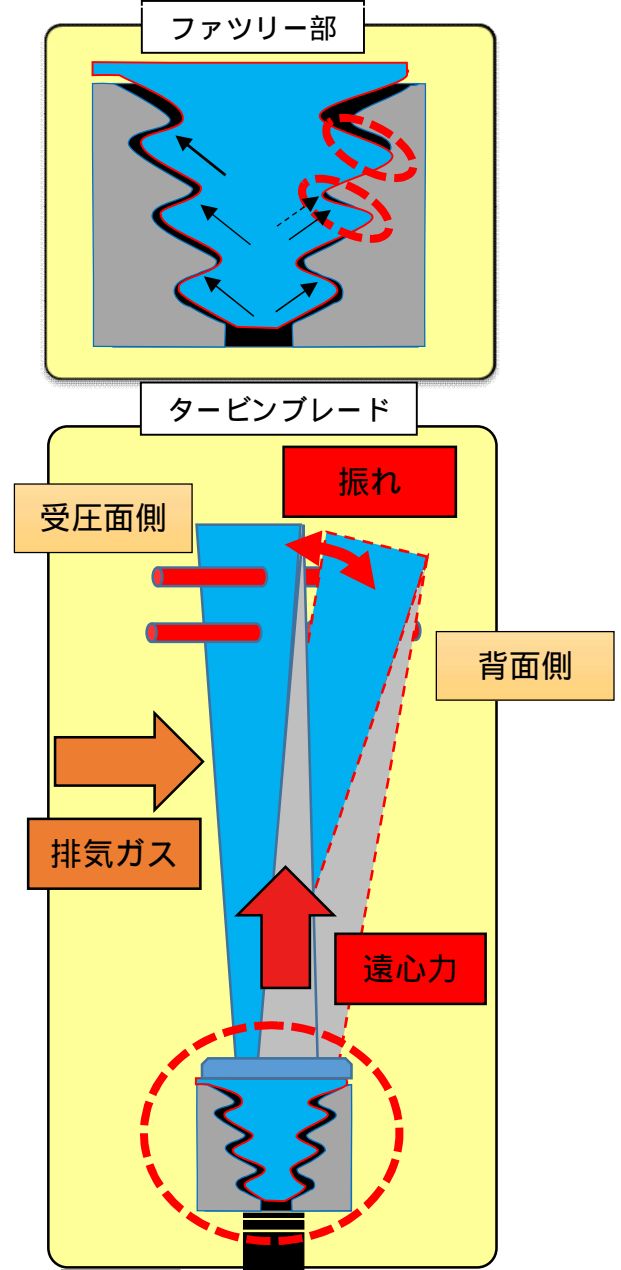 ファツリー部
タービンブレード
振れ
受圧面側
背面側
排気ガス
遠心力